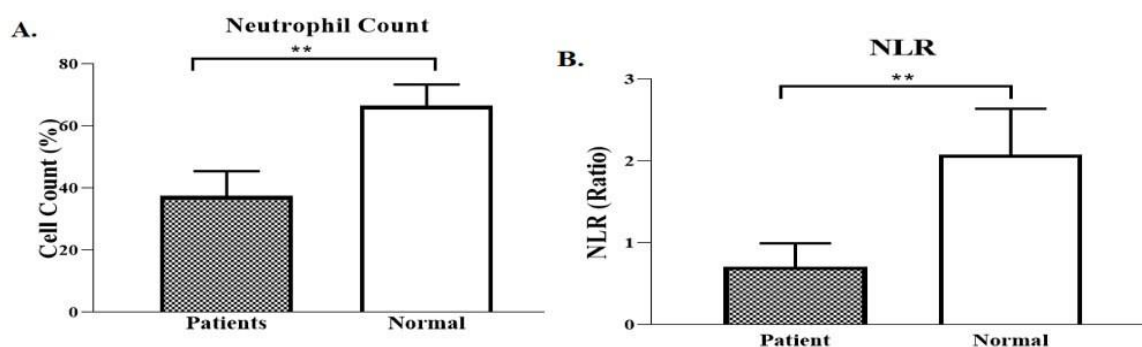 A.
Neutrophil Count
**
80
60
40
20
0
Cell Count (%)
Patients
Normal
B.
NLR
**
3
2
1
0
NLR (Ratio)
Patient
Normal